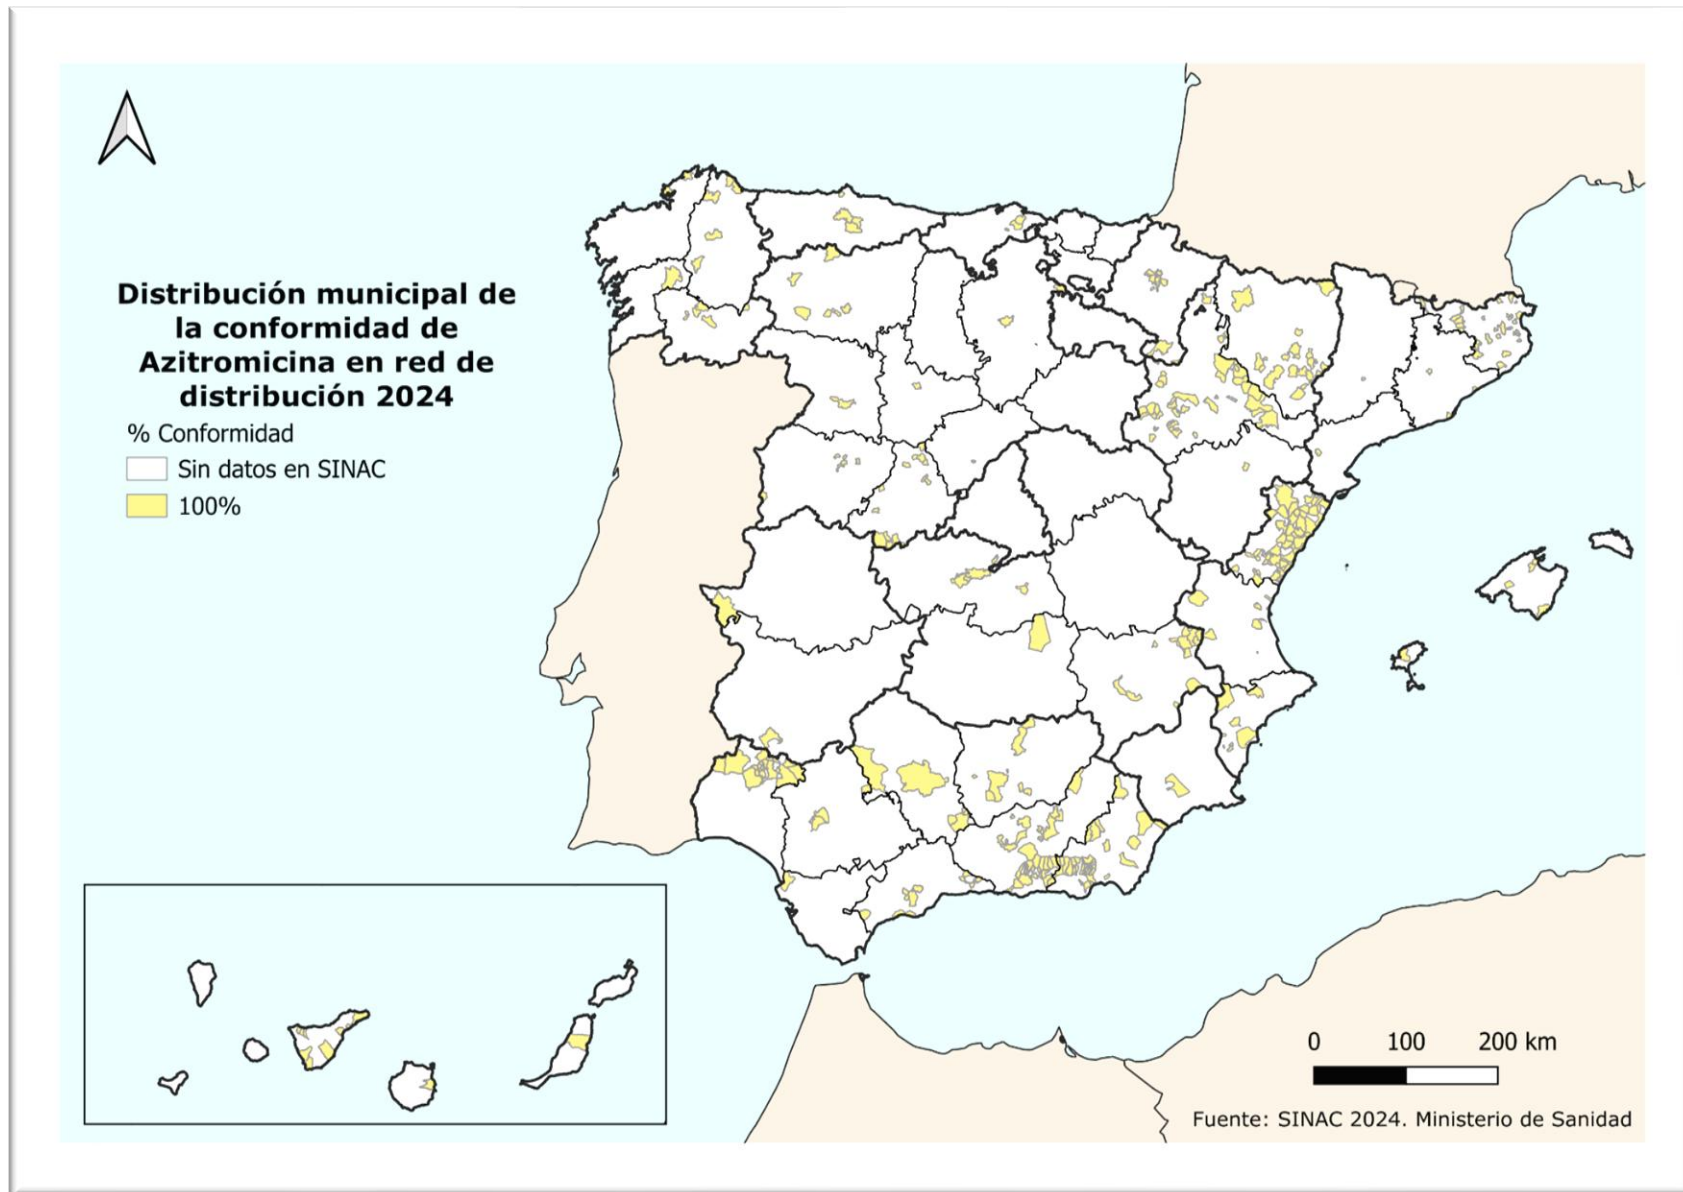 Distribución municipal de
la conformidad de
Azitromicina en red de
distribución 2024
% Conformidad
Sin datos en SINAC
100%
0 100 200 km
Fuente: SINAC 2024. Ministerio de Sanidad